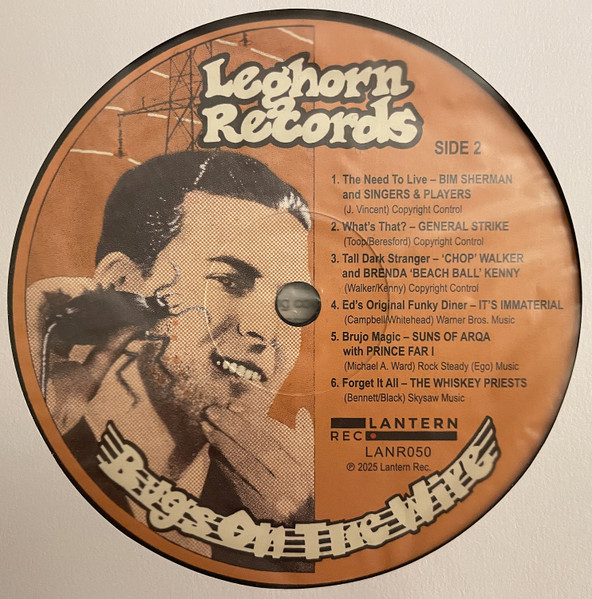 Leghorn
Records
SIDE 2
1. The Need To Live – BIM SHERMAN
and SINGERS & PLAYERS
(J. Vincent) Copyright Control
2. What's That? – GENERAL STRIKE
(Toop/Beresford) Copyright Control
3. Tall Dark Stranger – ‘CHOP’ WALKER
and BRENDA ‘BEACH BALL’ KENNY
(Walker/Kenny) Copyright Control
4. Ed's Original Funky Diner – IT'S IMMATERIAL
(Campbell/Whitehead) Warner Bros. Music
5. Brujo Magic – SUNS OF ARQA
with PRINCE FAR I
(Michael A. Ward) Rock Steady (Ego) Music
6. Forget It All – THE WHISKEY PRIESTS
(Bennett/Black) Skysaw Music
LANTERN
REC
LANR050
℗ 2025 Lantern Rec.
Bugs On The Wire